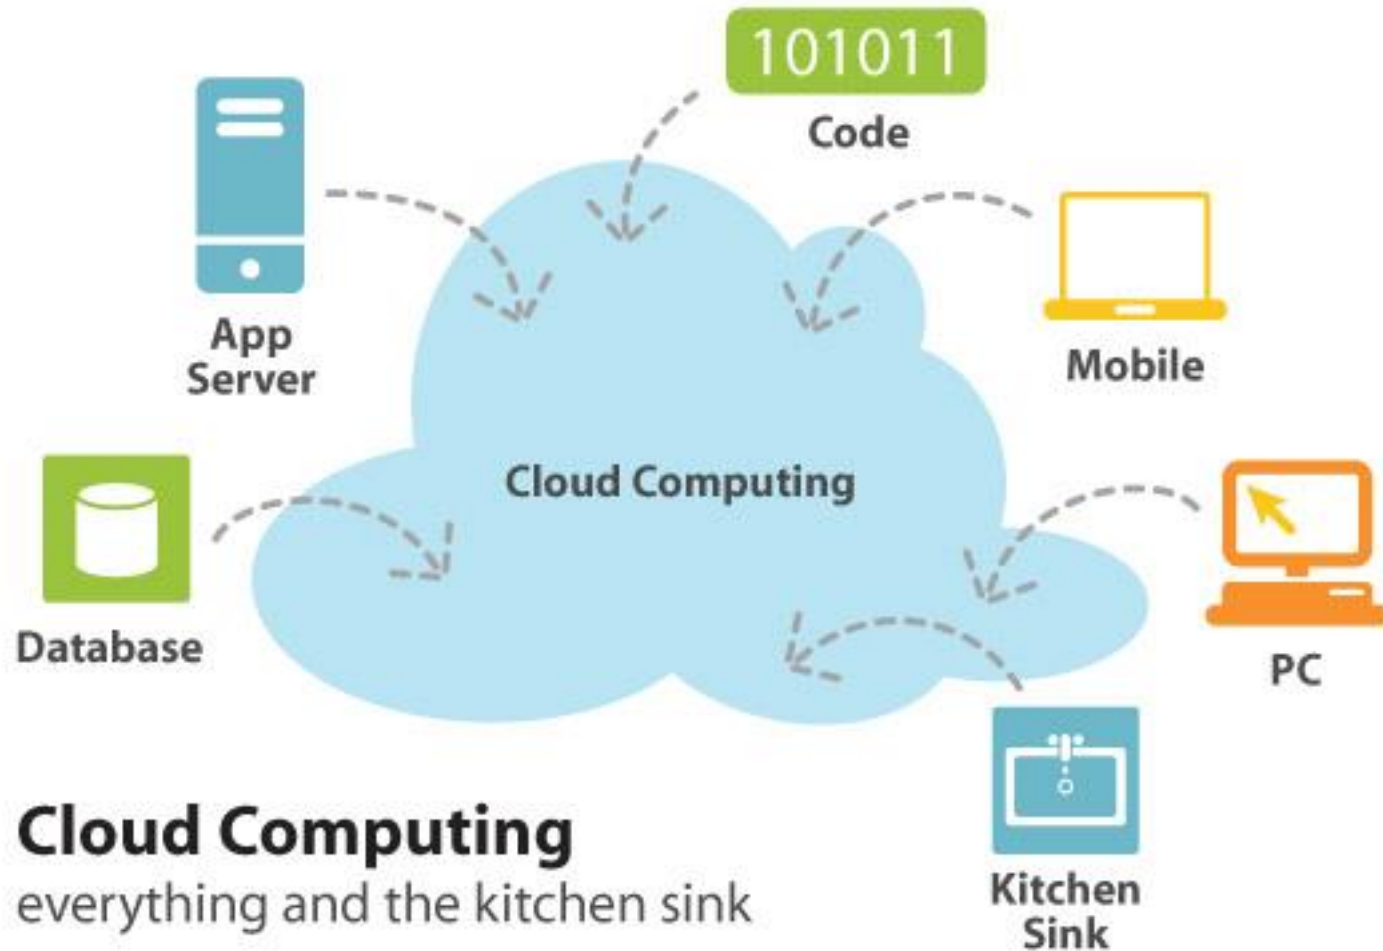 101011
Code
App
Server
Mobile
Cloud Computing
Database
PC
Cloud Computing
everything and the kitchen sink
Kitchen
Sink